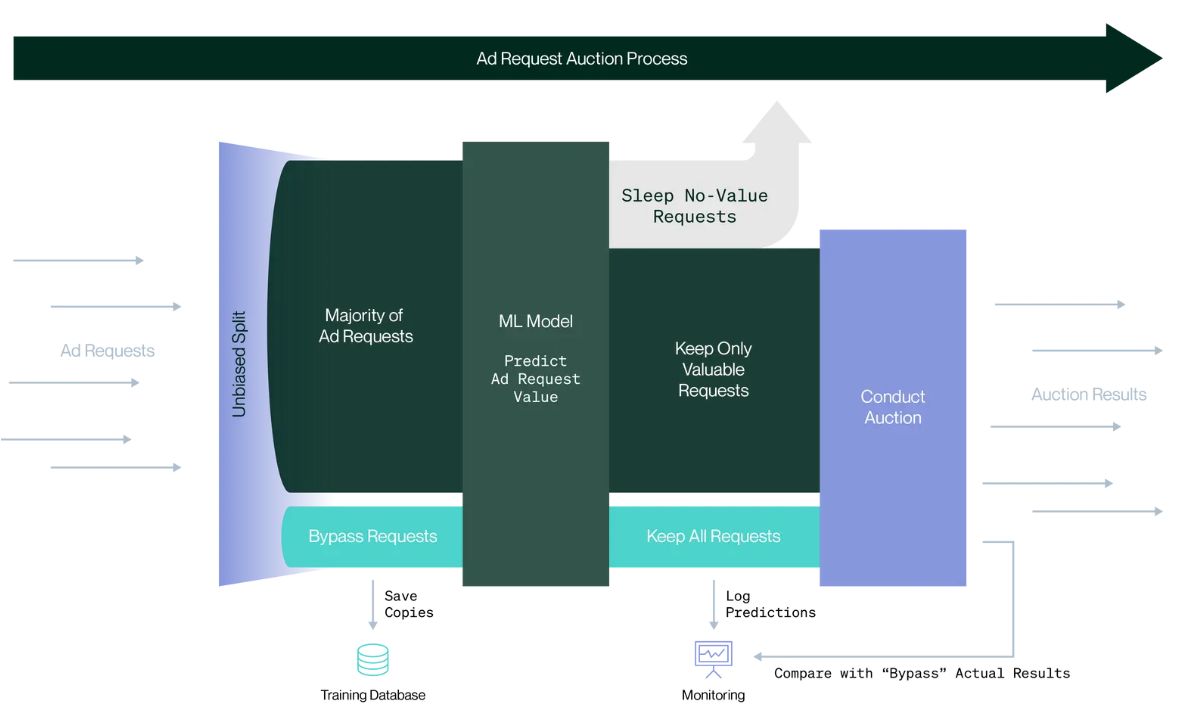 Ad Request Auction Process
Sleep No-Value
Requests
Ad Requests
Unbiased Split
Majority of
Ad Requests
ML Model
Predict
Ad Request
Value
Keep Only
Valuable
Requests
Conduct
Auction
Auction Results
Bypass Requests
Keep All Requests
Save
Copies
Log
Predictions
Compare with “Bypass” Actual Results
Training Database
Monitoring